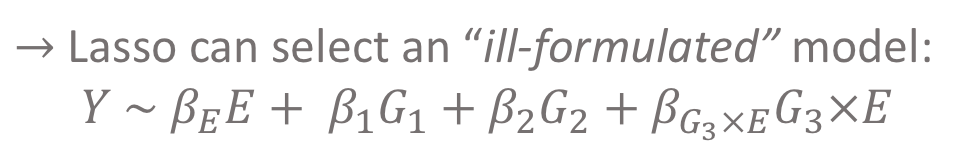 → Lasso can select an “ill-formulated” model:
Y ~ β_E E + β_1 G_1 + β_2 G_2 + β_{G_3×E} G_3×E